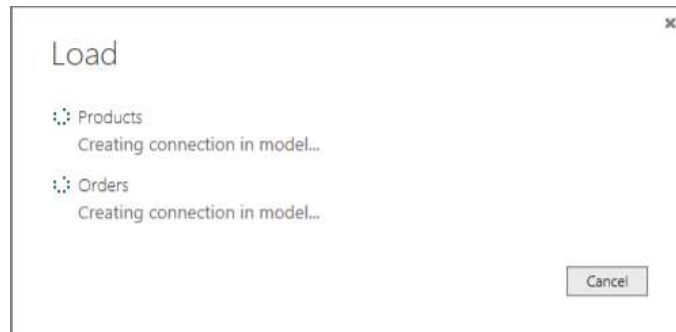 Load
Products
Creating connection in model...
Orders
Creating connection in model...
Cancel